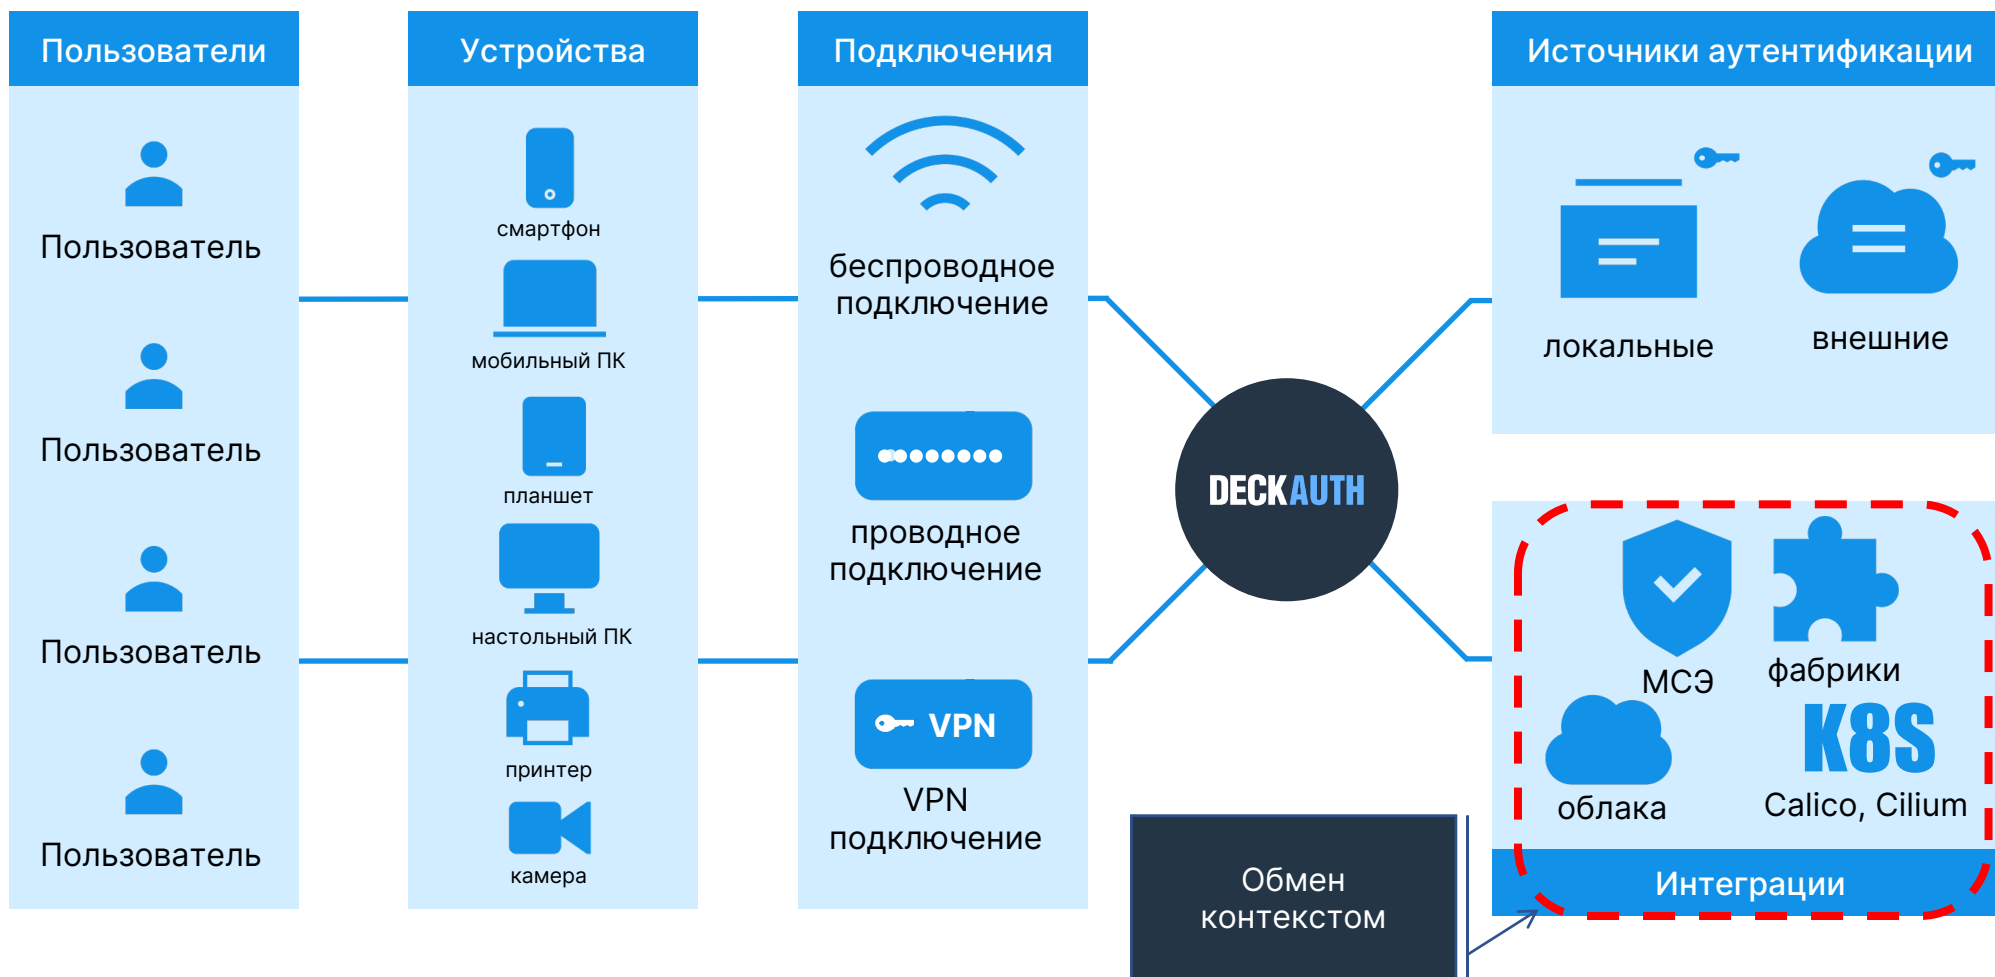 Пользователи
Пользователь
Пользователь
Пользователь
Пользователь
Устройства
смартфон
мобильный ПК
планшет
настольный ПК
принтер
камера
Подключения
беспроводное
подключение
проводное
подключение
VPN
VPN
подключение
DECKAUTH
Источники аутентификации
локальные
внешние
МСЭ
фабрики
облака
K8S
Calico, Cilium
Интеграции
Обмен
контекстом